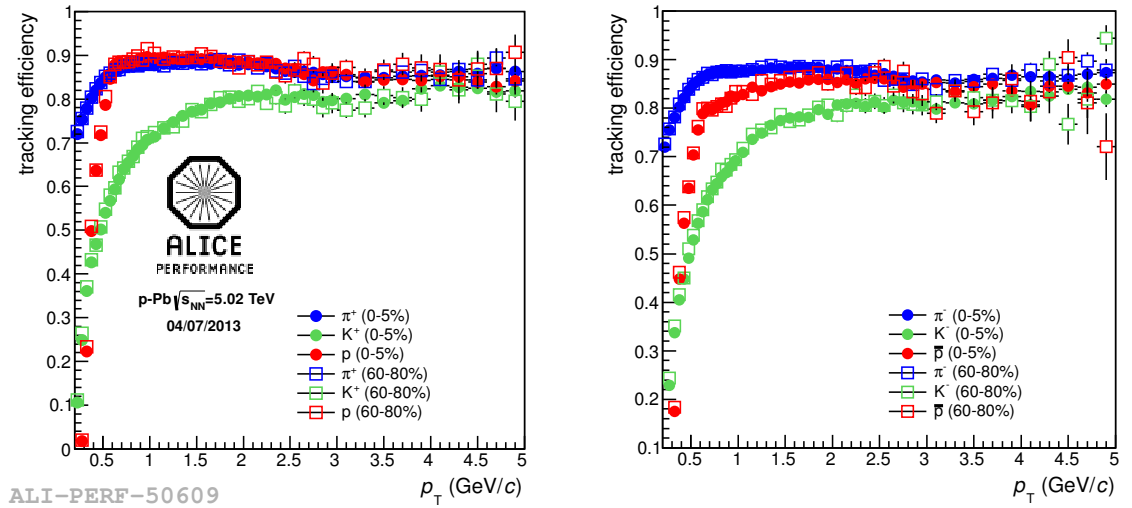 tracking efficiency
1
0.9
0.8
0.7
0.6
0.5
0.4
0.3
0.2
0.1
0
ALICE
PERFORMANCE
p-Pb √sNN=5.02 TeV
04/07/2013
π+ (0-5%)
K+ (0-5%)
p (0-5%)
π+ (60-80%)
K+ (60-80%)
p (60-80%)
0.5 1 1.5 2 2.5 3 3.5 4 4.5 5
pT (GeV/c)
ALI-PERF-50609
tracking efficiency
1
0.9
0.8
0.7
0.6
0.5
0.4
0.3
0.2
0.1
π- (0-5%)
K- (0-5%)
p̅ (0-5%)
π- (60-80%)
K- (60-80%)
p̅ (60-80%)
0.5 1 1.5 2 2.5 3 3.5 4 4.5 5
pT (GeV/c)